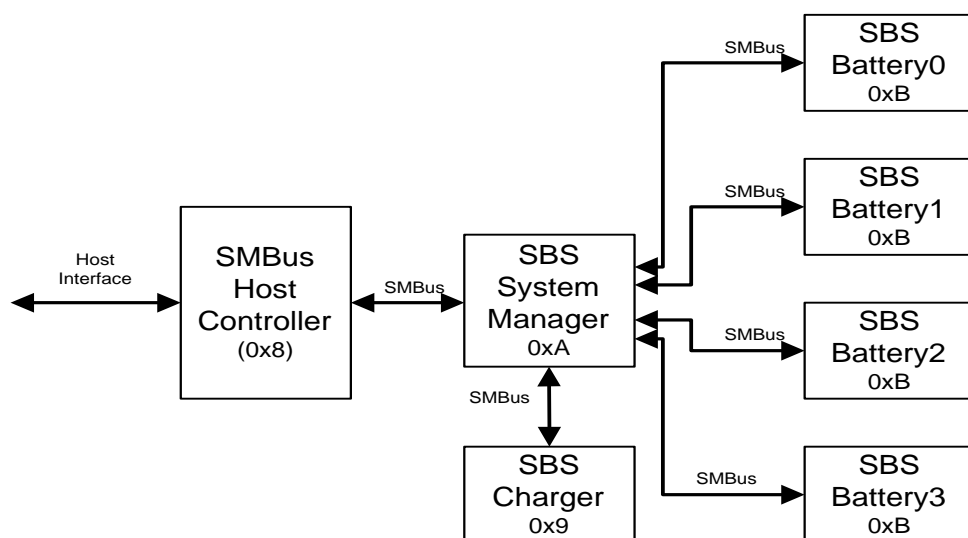 Host
Interface
SMBus
Host
Controller
(0x8)
SMBus
SBS
System
Manager
0xA
SMBus
SBS
Charger
0x9
SMBus
SBS
Battery0
0xB
SMBus
SBS
Battery1
0xB
SMBus
SBS
Battery2
0xB
SMBus
SBS
Battery3
0xB